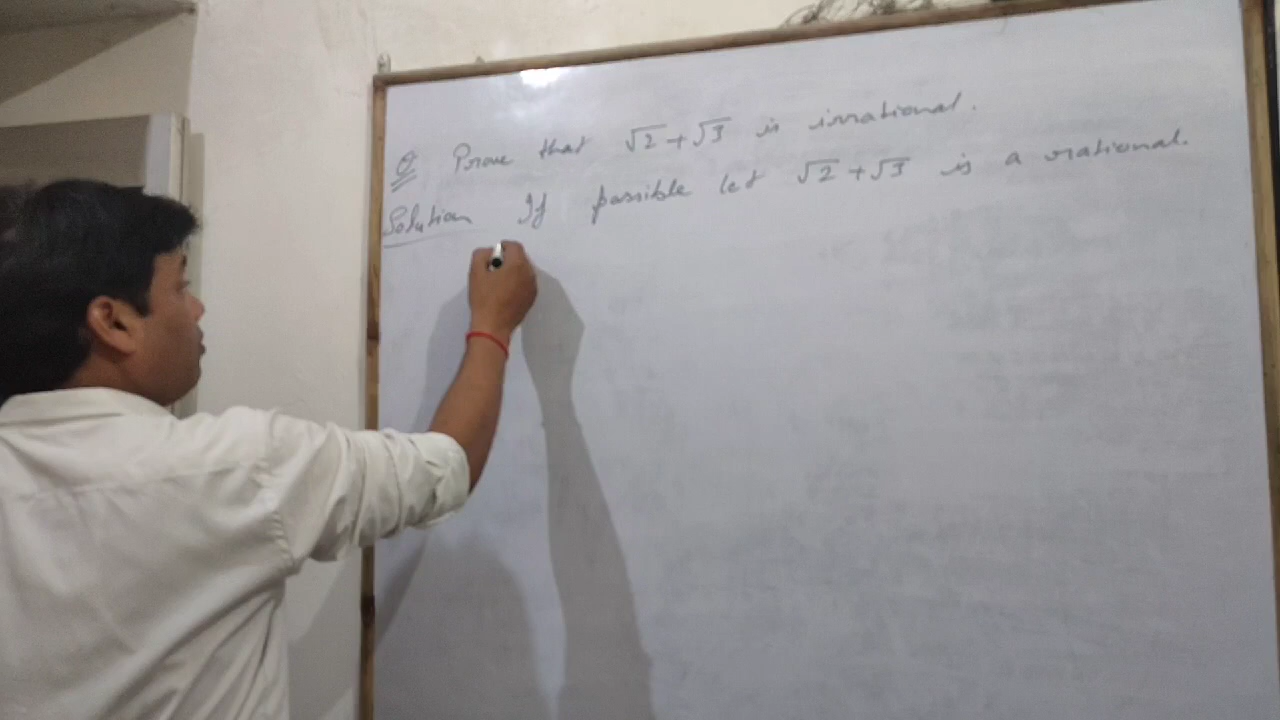 Q Prove that √2 + √3 is irrational.
Solution If possible let √2 + √3 is a rational.